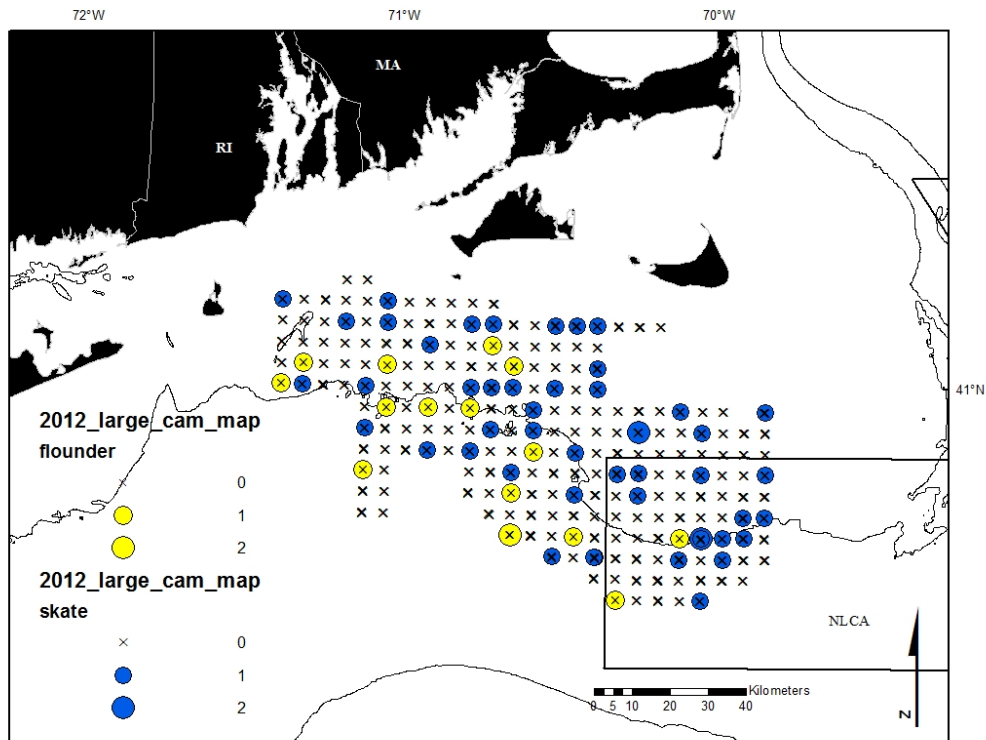 72°W 71°W 70°W
MA
RI
41°N
2012_large_cam_map
flounder
0
1
2
2012_large_cam_map
skate
0
1
2
NLCA
Kilometers
0 5 10 20 30 40
N